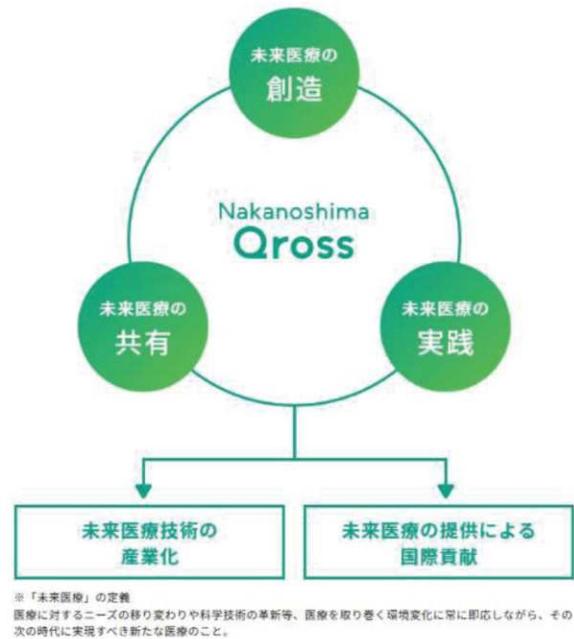 未来医療の
創造
Nakanoshima
Qross
未来医療の
共有
未来医療の
実践
未来医療技術の
産業化
未来医療の提供による
国際貢献
※「未来医療」の定義
医療に対するニーズの移り変わりや科学技術の革新等、医療を取り巻く環境変化に常に即応しながら、その
次の時代に実現すべき新たな医療のこと。